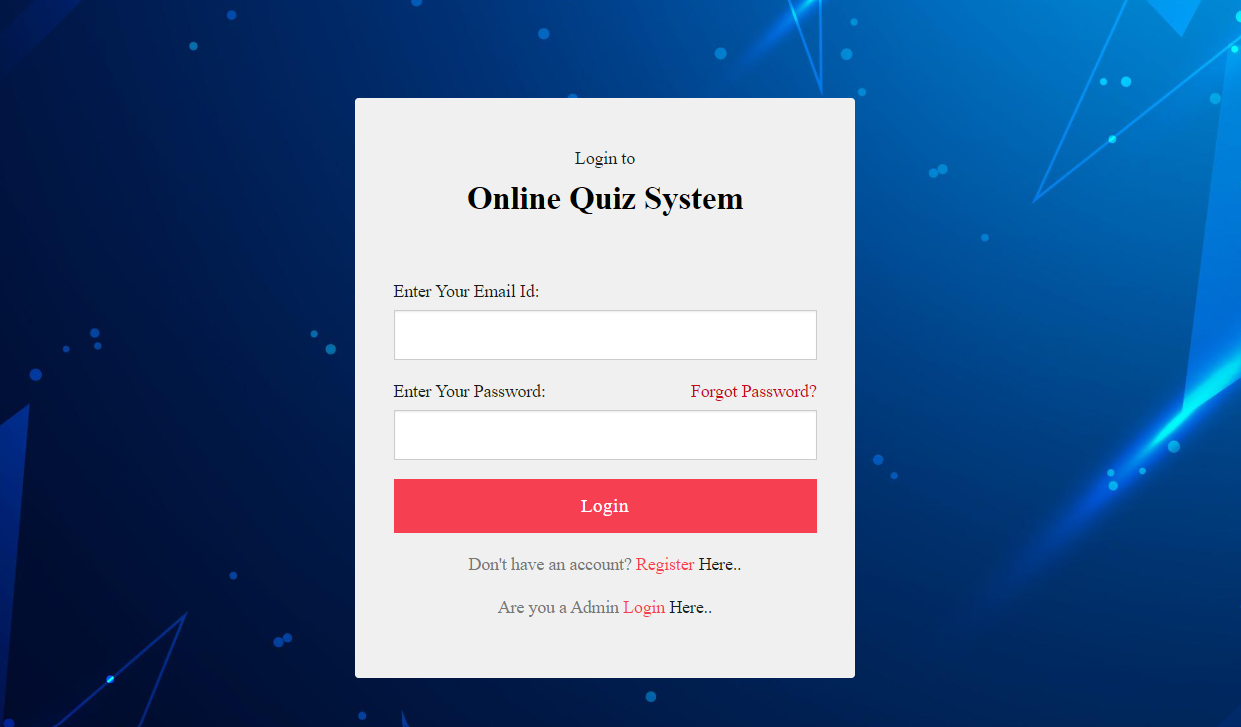 Login to
Online Quiz System
Enter Your Email Id:
Enter Your Password: Forgot Password?
Login
Don't have an account? Register Here..
Are you a Admin Login Here..